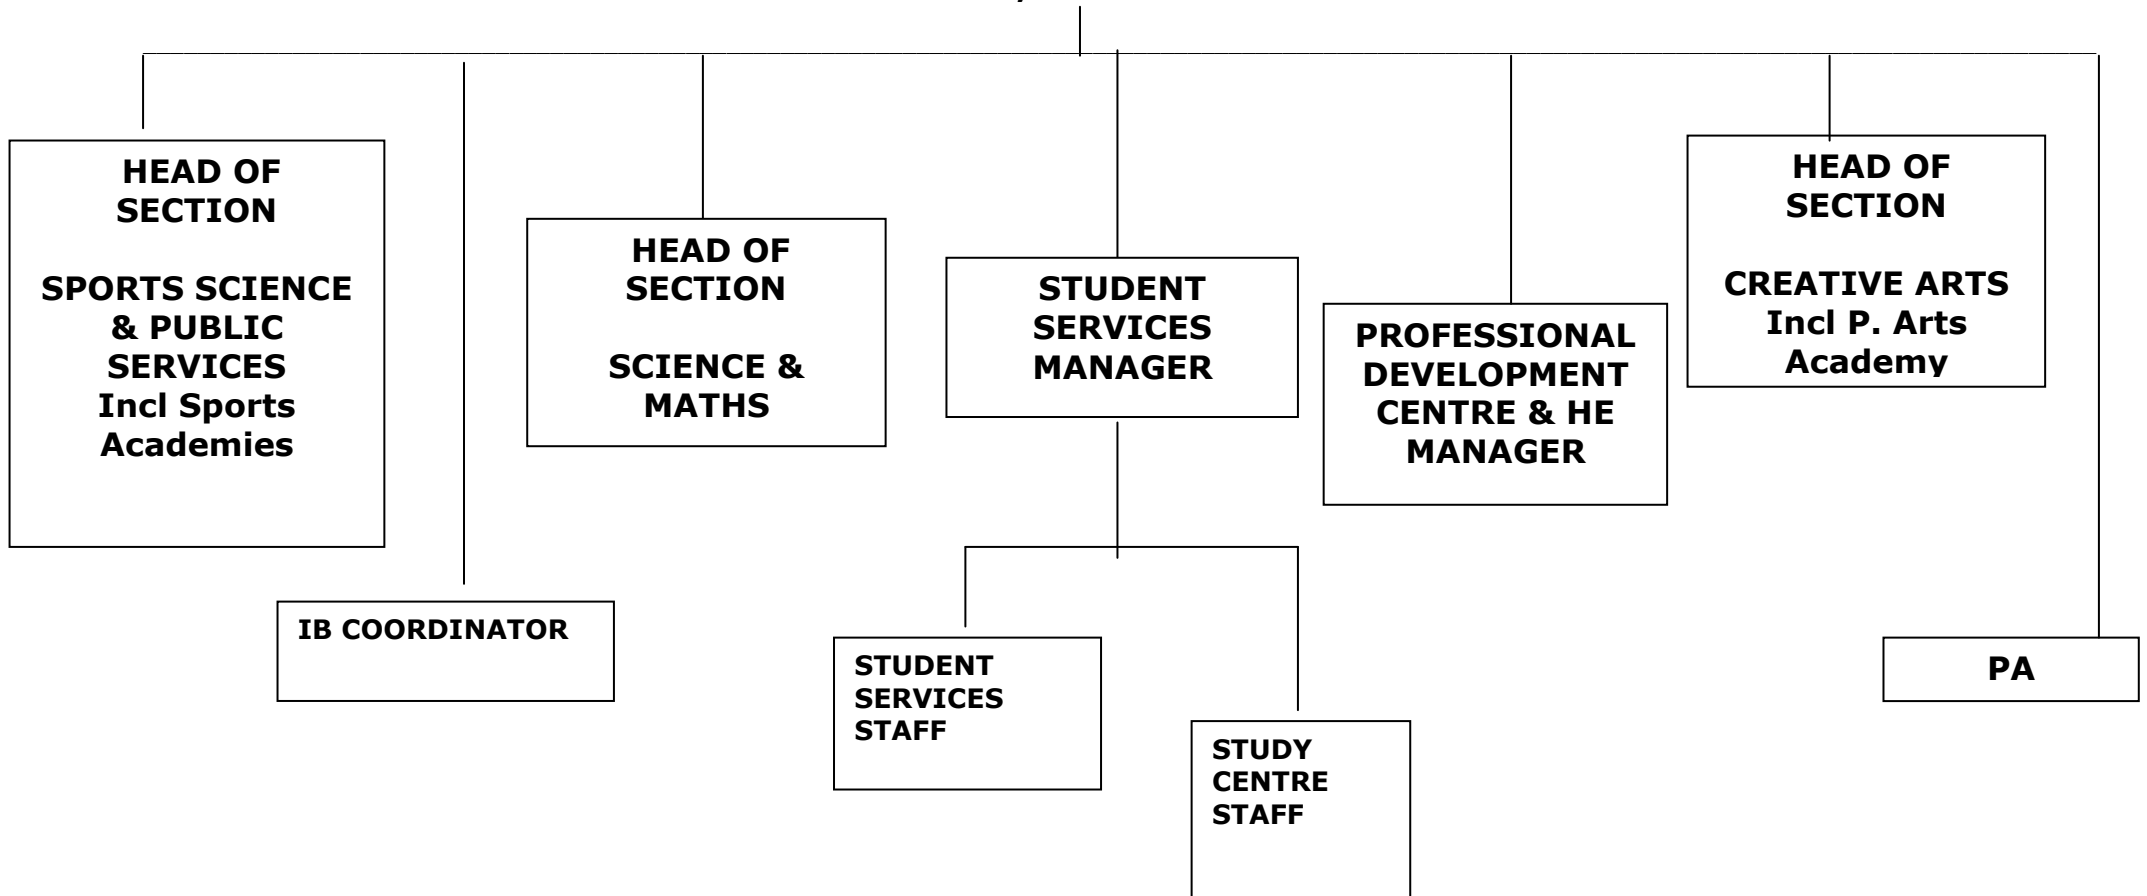 HEAD OF
SECTION
SPORTS SCIENCE
& PUBLIC
SERVICES
Incl Sports
Academies
IB COORDINATOR
HEAD OF
SECTION
SCIENCE &
MATHS
STUDENT
SERVICES
MANAGER
STUDENT
SERVICES
STAFF
STUDY
CENTRE
STAFF
PROFESSIONAL
DEVELOPMENT
CENTRE & HE
MANAGER
HEAD OF
SECTION
CREATIVE ARTS
Incl P. Arts
Academy
PA